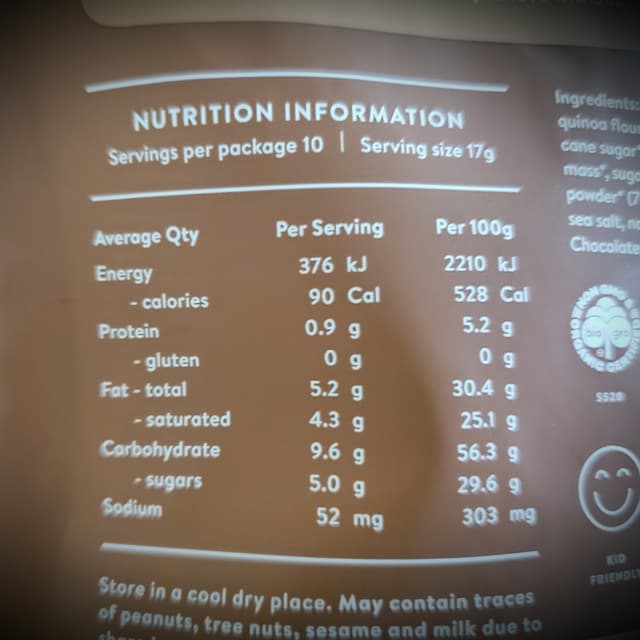 NUTRITION INFORMATION
Servings per package 10 | Serving size 17g
Average Qty Per Serving Per 100g
Energy 376 kJ 2210 kJ
- calories 90 Cal 528 Cal
Protein 0.9 g 5.2 g
- gluten 0 g 0 g
Fat - total 5.2 g 30.4 g
- saturated 4.3 g 25.1 g
Carbohydrate 9.6 g 56.3 g
- sugars 5.0 g 29.6 g
Sodium 52 mg 303 mg
Store in a cool dry place. May contain traces
of peanuts, tree nuts, sesame and milk due to
Ingredients
quinoa flour
cane sugar
mass*, suga
powder*
sea salt,
Chocolate
5520
KID
FRIENDLY